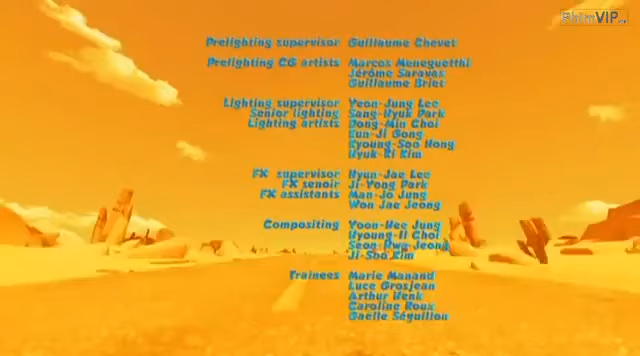 PhimVIP.
Prelighting supervisor Guillaume Chevet
Prelighting CG artists Marcos Meneguetthi
Jérôme Saravas
Guillaume Briet
Lighting supervisor Yeon-Jung Lee
Senior lighting Sang-Hyuk Park
Lighting artists Dong-Min Choi
Eun-Ji Gong
Kyoung-Soo Hong
Hyuk-Ki Kim
FX supervisor Hyun-Jae Lee
FX senoir Ji-Yong Park
FX assistants Man-Jo Jung
Won Jae Jeong
Compositing Yoon-Hee Jung
Hyoung-Il Choi
Seon-Hwa Jeong
Ji-Soo Kim
Trainees Marie Manand
Luce Grosjean
Arthur Henk
Caroline Roux
Gaëlle Séguillon